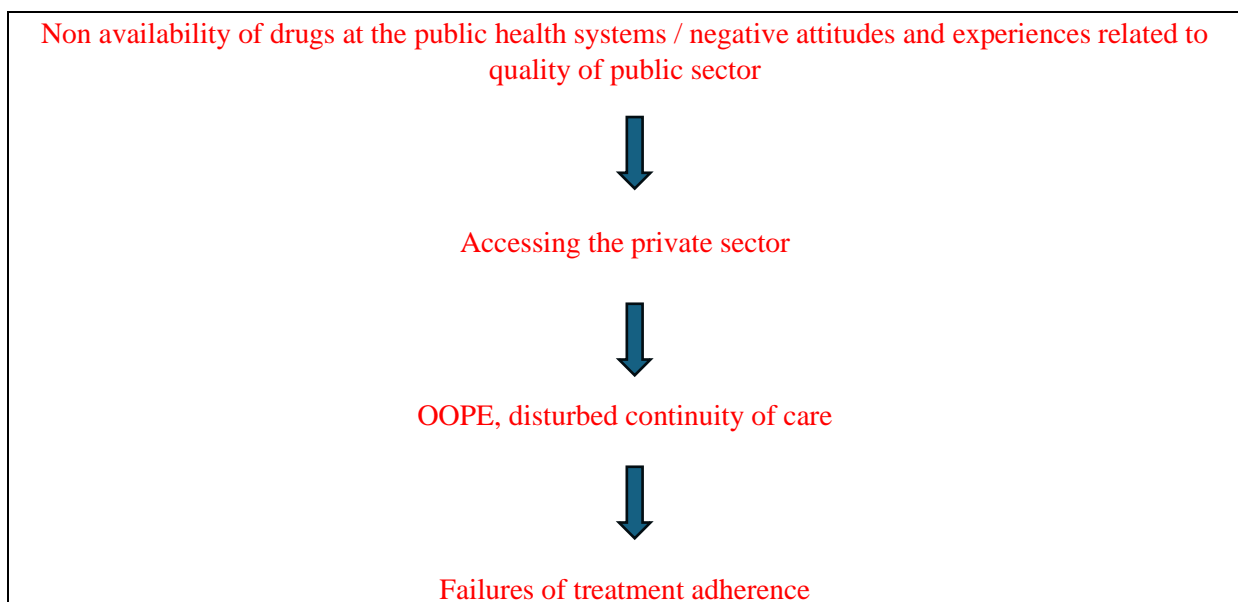 Non availability of drugs at the public health systems / negative attitudes and experiences related to
quality of public sector
Accessing the private sector
OOPE, disturbed continuity of care
Failures of treatment adherence